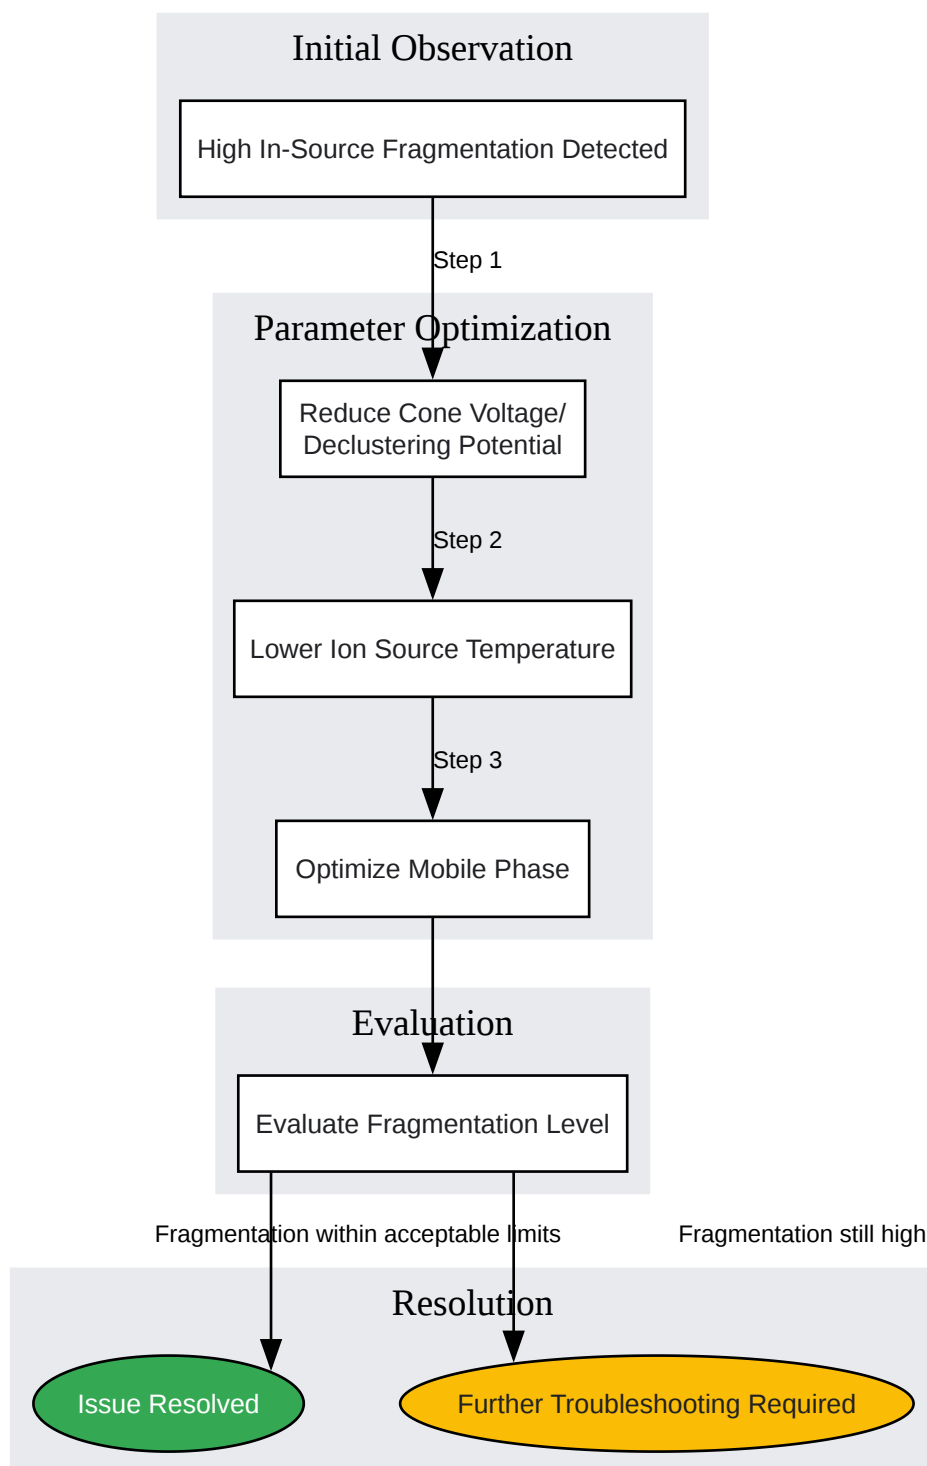 Initial Observation
High In-Source Fragmentation Detected
Step 1
Parameter Optimization
Reduce Cone Voltage/
Declustering Potential
Step 2
Lower Ion Source Temperature
Step 3
Optimize Mobile Phase
Evaluation
Evaluate Fragmentation Level
Fragmentation within acceptable limits
Fragmentation still high
Resolution
Issue Resolved
Further Troubleshooting Required